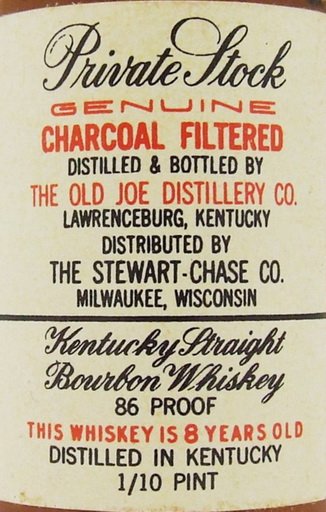 Private Stock
GENUINE
CHARCOAL FILTERED
DISTILLED & BOTTLED BY
THE OLD JOE DISTILLERY CO.
LAWRENCEBURG, KENTUCKY
DISTRIBUTED BY
THE STEWART-CHASE CO.
MILWAUKEE, WISCONSIN
Kentucky Straight
Bourbon Whiskey
86 PROOF
THIS WHISKEY IS 8 YEARS OLD
DISTILLED IN KENTUCKY
1/10 PINT